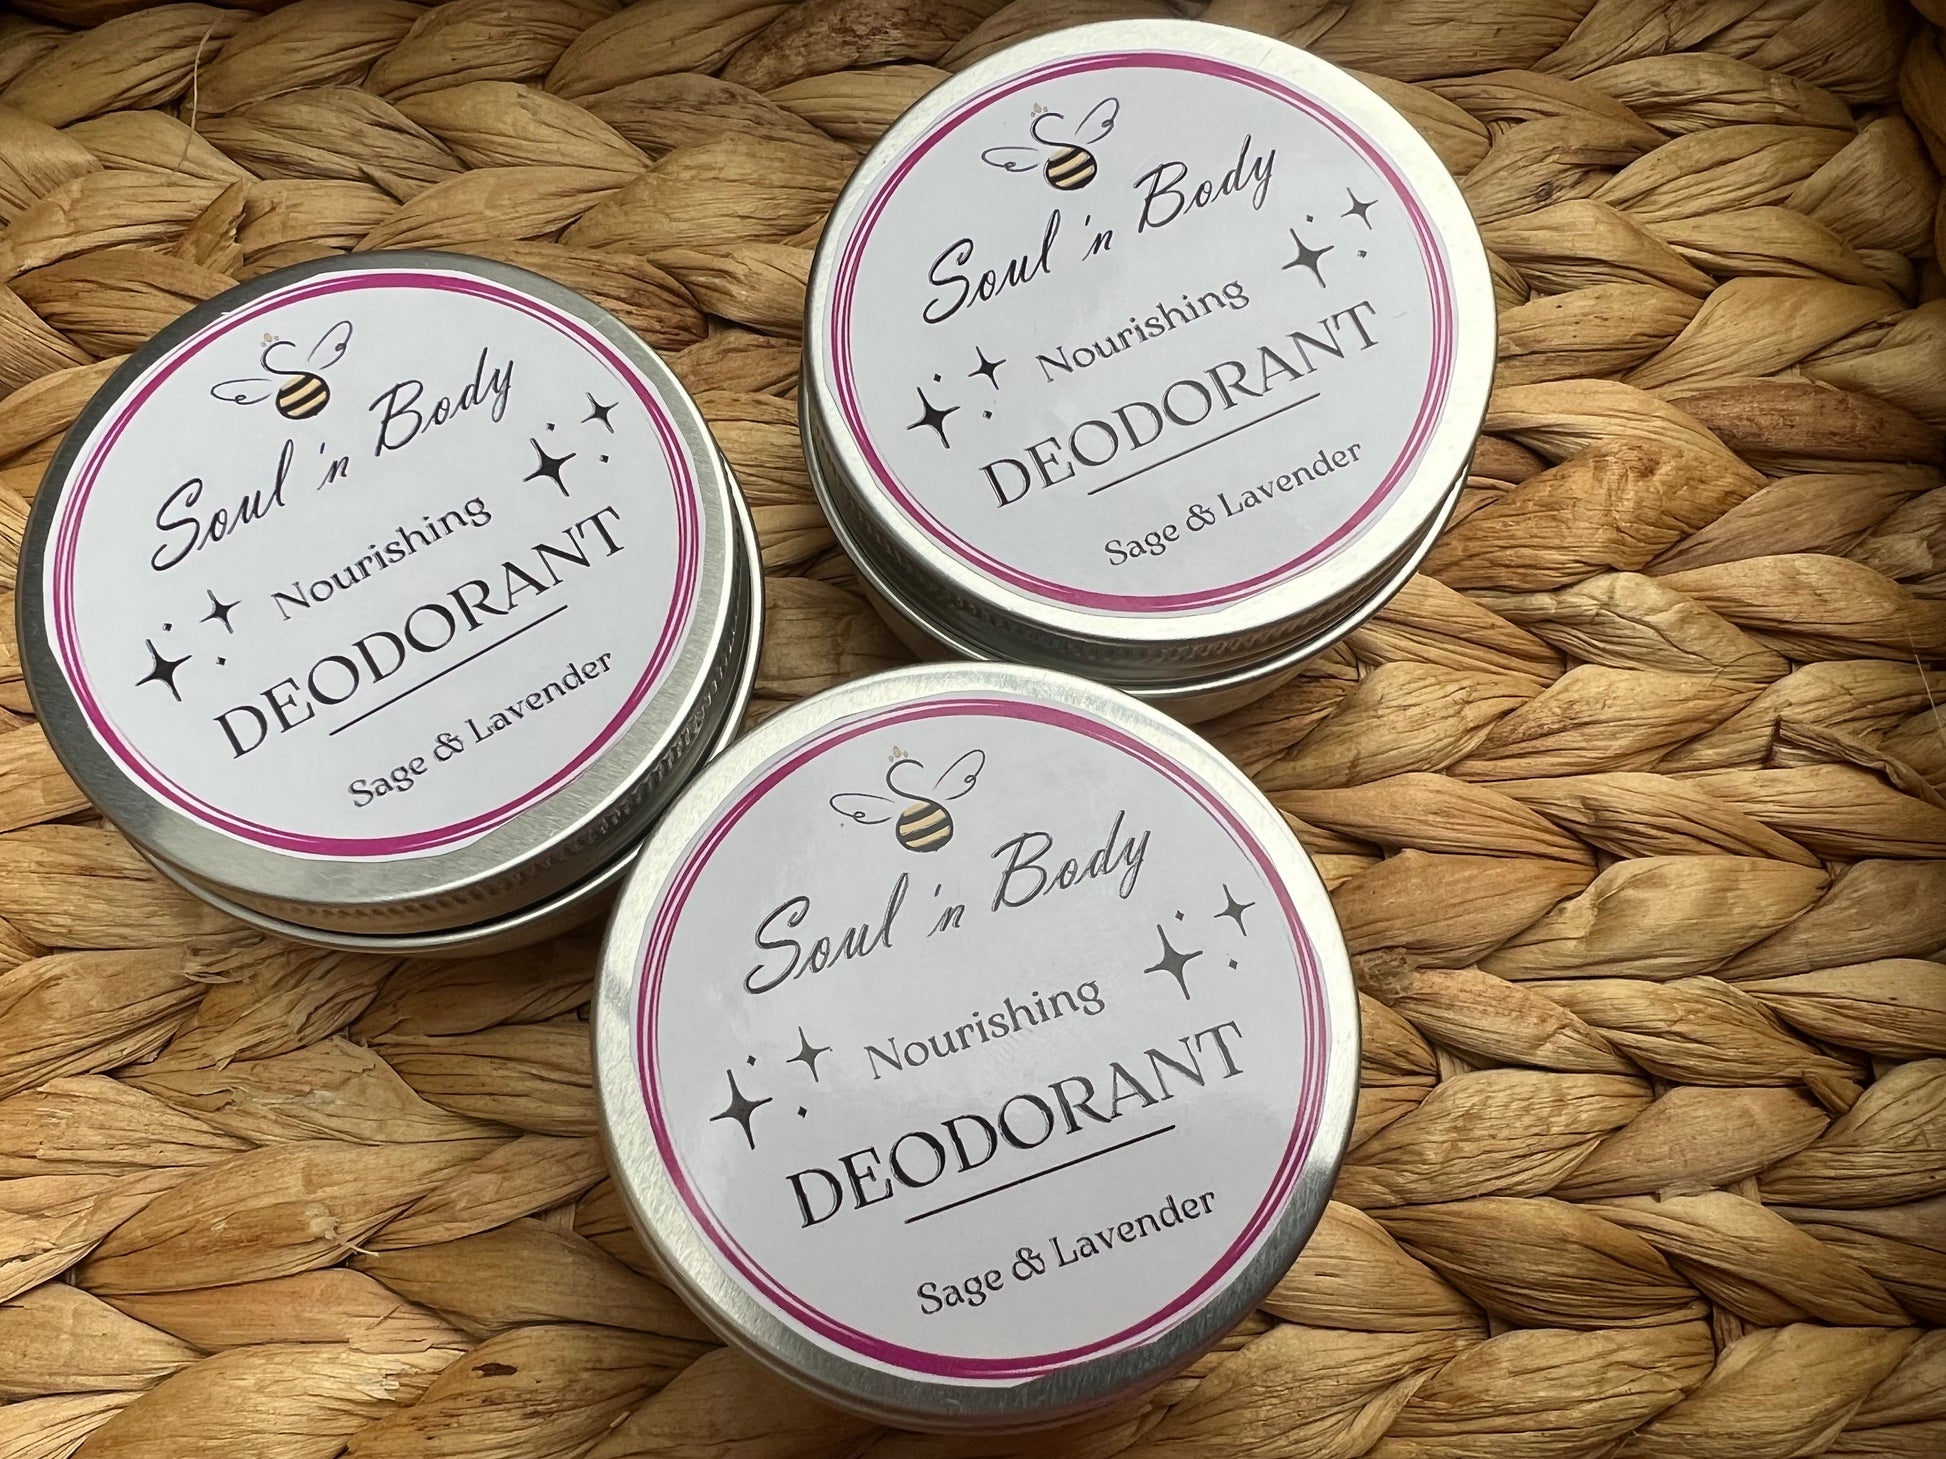 Soul 'n Body
Nourishing
DEODORANT
Sage & Lavender
Soul 'n Body
Nourishing
DEODORANT
Sage & Lavender
Soul 'n Body
Nourishing
DEODORANT
Sage & Lavender